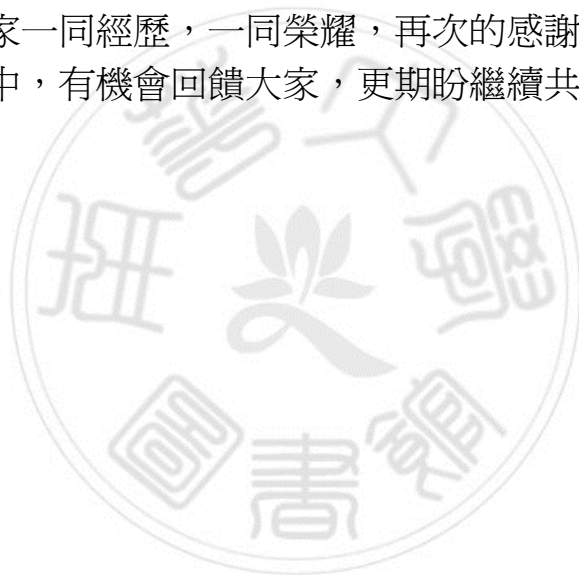 家一同經歷，一同榮耀，再次的感謝
中，有機會回饋大家，更期盼繼續共
書